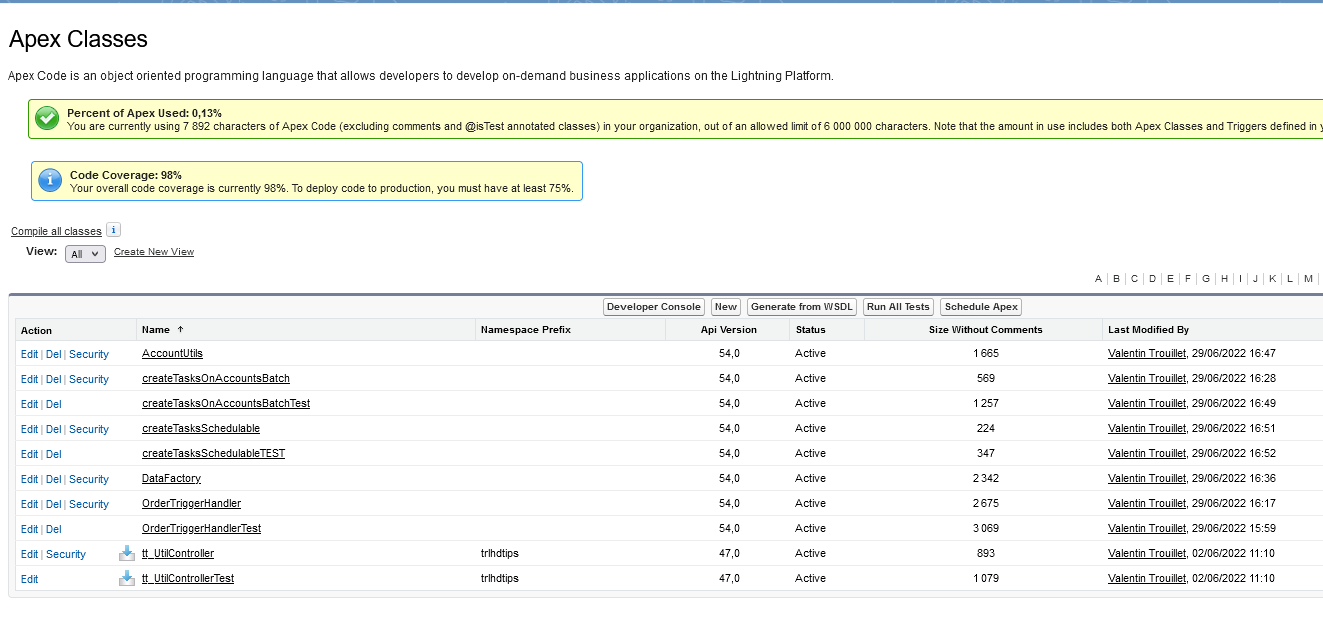 Apex Classes
Apex Code is an object oriented programming language that allows developers to develop on-demand business applications on the Lightning Platform.
Percent of Apex Used: 0,13%
You are currently using 7 892 characters of Apex Code (excluding comments and @isTest annotated classes) in your organization, out of an allowed limit of 6 000 000 characters. Note that the amount in use includes both Apex Classes and Triggers defined in
Code Coverage: 98%
Your overall code coverage is currently 98%. To deploy code to production, you must have at least 75%.
Compile all classes i
View: All Create New View
A | B | C | D | E | F | G | H | I | J | K | L | M |
Developer Console New Generate from WSDL Run All Tests Schedule Apex
Action Name ↑ Namespace Prefix Api Version Status Size Without Comments Last Modified By
Edit | Del | Security AccountUtils 54,0 Active 1 665 Valentin Trouillet, 29/06/2022 16:47
Edit | Del | Security createTasksOnAccountsBatch 54,0 Active 569 Valentin Trouillet, 29/06/2022 16:28
Edit | Del createTasksOnAccountsBatchTest 54,0 Active 1 257 Valentin Trouillet, 29/06/2022 16:49
Edit | Del | Security createTasksSchedulable 54,0 Active 224 Valentin Trouillet, 29/06/2022 16:51
Edit | Del createTasksSchedulableTEST 54,0 Active 347 Valentin Trouillet, 29/06/2022 16:52
Edit | Del | Security DataFactory 54,0 Active 2 342 Valentin Trouillet, 29/06/2022 16:36
Edit | Del | Security OrderTriggerHandler 54,0 Active 2 675 Valentin Trouillet, 29/06/2022 16:17
Edit | Del OrderTriggerHandlerTest 54,0 Active 3 069 Valentin Trouillet, 29/06/2022 15:59
Edit | Security tt_UtilController trlhdtips 47,0 Active 893 Valentin Trouillet, 02/06/2022 11:10
Edit tt_UtilControllerTest trlhdtips 47,0 Active 1 079 Valentin Trouillet, 02/06/2022 11:10